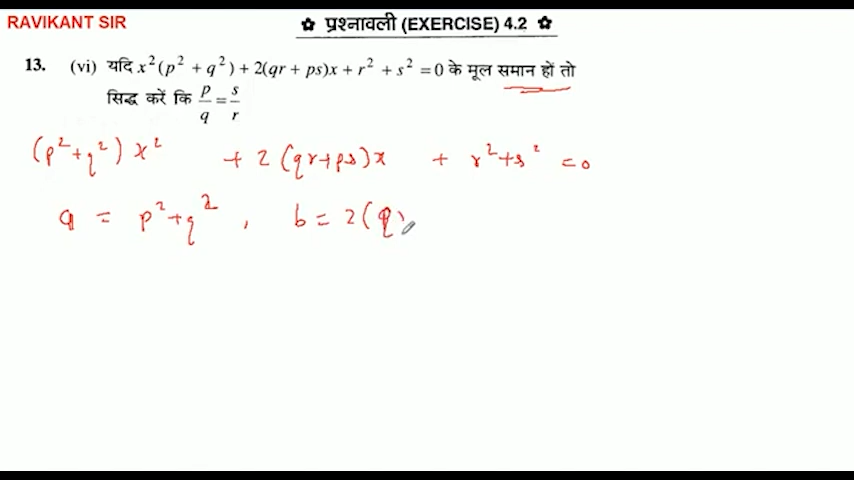 RAVIKANT SIR
✿ प्रश्नावली (EXERCISE) 4.2 ✿
13. (vi) यदि x²(p² + q²) + 2(qr + ps)x + r² + s² = 0 के मूल समान हों तो
सिद्ध करें कि p/q = s/r
(p²+q²) x² + 2 (qr+ps)x + r²+s² =0
a = p²+q² , b = 2(q